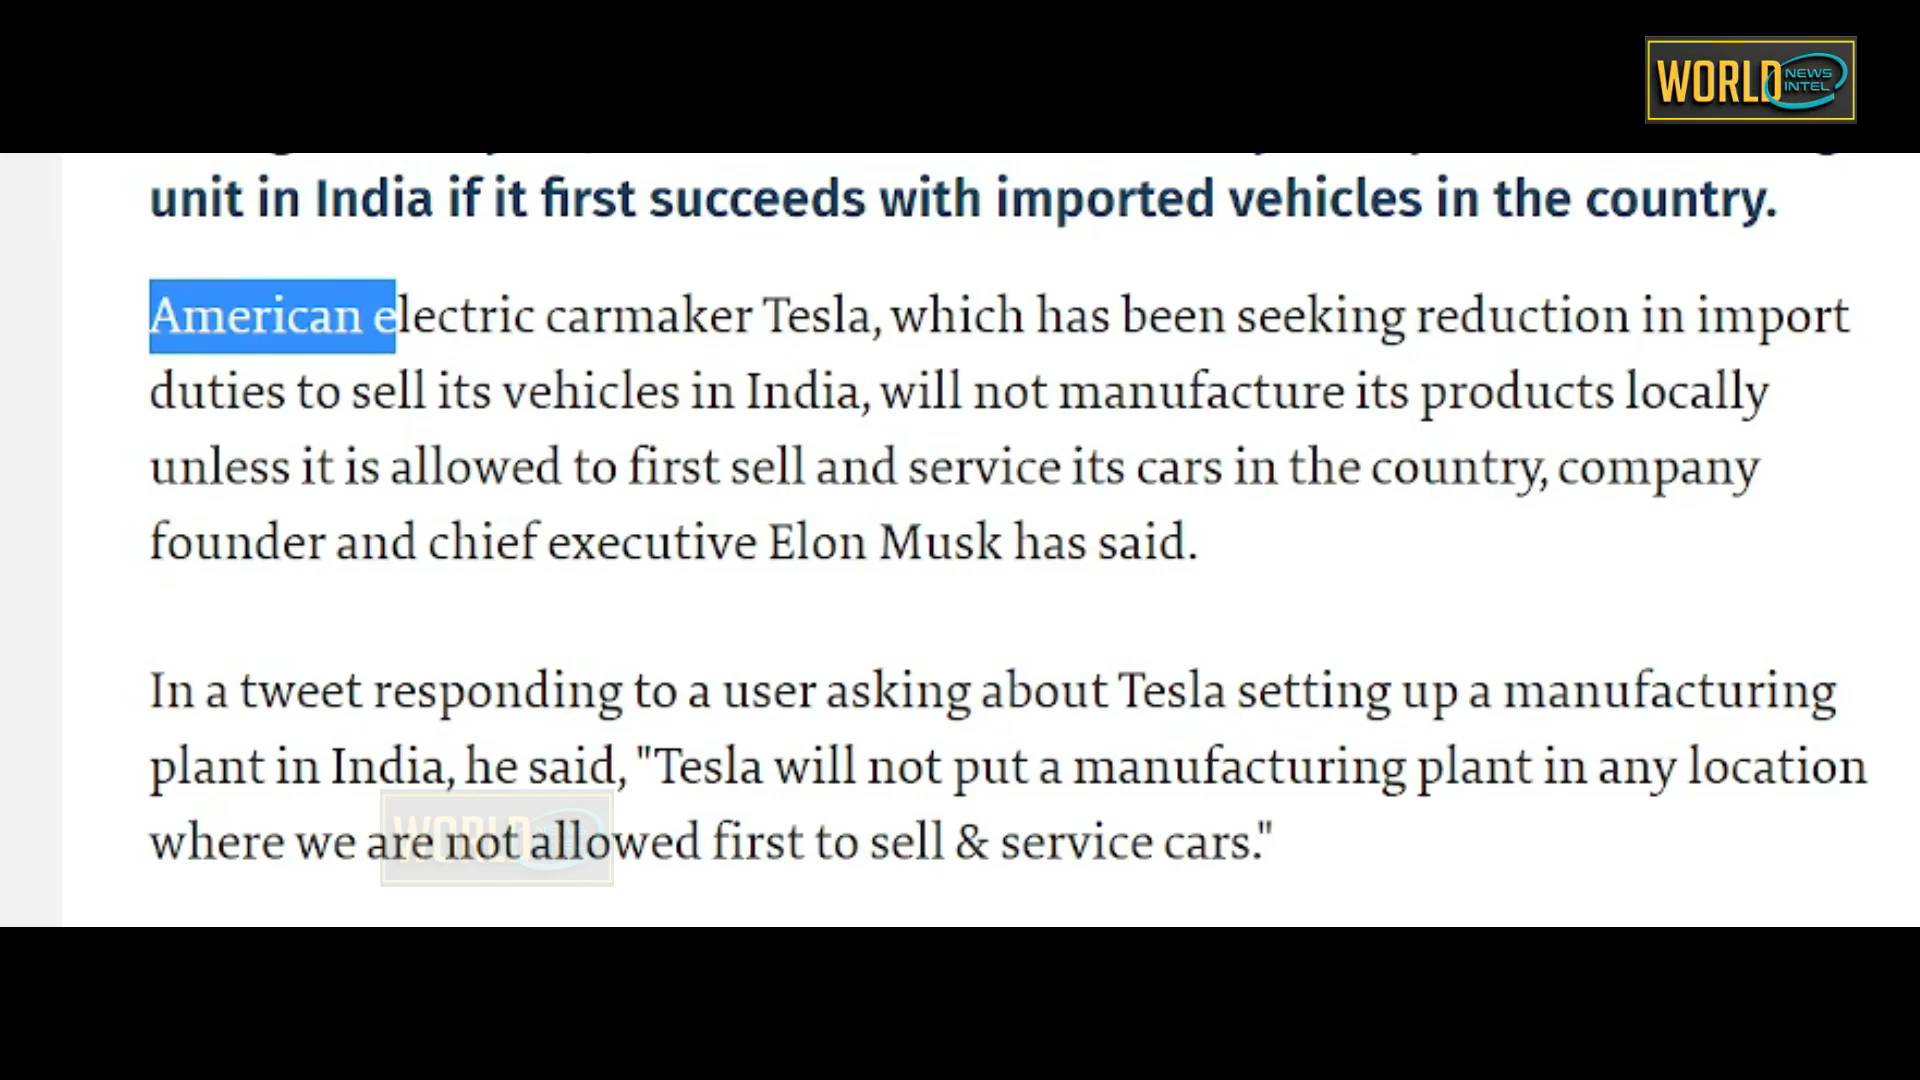 WORLD NEWS INTEL
unit in India if it first succeeds with imported vehicles in the country.
American electric carmaker Tesla, which has been seeking reduction in import
duties to sell its vehicles in India, will not manufacture its products locally
unless it is allowed to first sell and service its cars in the country, company
founder and chief executive Elon Musk has said.
In a tweet responding to a user asking about Tesla setting up a manufacturing
plant in India, he said, "Tesla will not put a manufacturing plant in any location
where we are not allowed first to sell & service cars."
WORLD